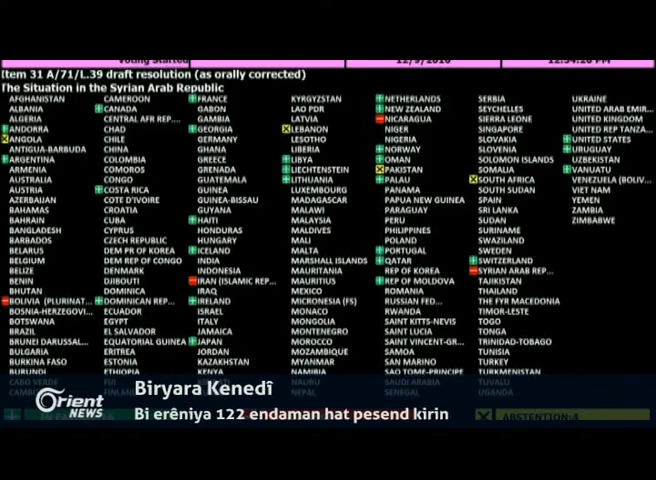 Voting Started
12/9/2016
12:34:26 PM
Item 31 A/71/L.39 draft resolution (as orally corrected)
The Situation in the Syrian Arab Republic
AFGHANISTAN
ALBANIA
ALGERIA
ANDORRA
ANGOLA
ANTIGUA-BARBUDA
ARGENTINA
ARMENIA
AUSTRALIA
AUSTRIA
AZERBAIJAN
BAHAMAS
BAHRAIN
BANGLADESH
BARBADOS
BELARUS
BELGIUM
BELIZE
BENIN
BHUTAN
BOLIVIA (PLURINAT...
BOSNIA-HERZEGOVI...
BOTSWANA
BRAZIL
BRUNEI DARUSSAL...
BULGARIA
BURKINA FASO
BURUNDI
CABO VERDE
CAMEROON
CANADA
CENTRAL AFR REP...
CHAD
CHILE
CHINA
COLOMBIA
COMOROS
CONGO
COSTA RICA
COTE D'IVOIRE
CROATIA
CUBA
CYPRUS
CZECH REPUBLIC
DEM PR OF KOREA
DEM REP OF CONGO
DENMARK
DJIBOUTI
DOMINICA
DOMINICAN REP...
ECUADOR
EGYPT
EL SALVADOR
EQUATORIAL GUINEA
ERITREA
ESTONIA
ETHIOPIA
FIJI
FRANCE
GABON
GAMBIA
GEORGIA
GERMANY
GHANA
GREECE
GRENADA
GUATEMALA
GUINEA
GUINEA-BISSAU
GUYANA
HAITI
HONDURAS
HUNGARY
ICELAND
INDIA
INDONESIA
IRAN (ISLAMIC REP...
IRAQ
IRELAND
ISRAEL
ITALY
JAMAICA
JAPAN
JORDAN
KAZAKHSTAN
KENYA
KYRGYZSTAN
LAO PDR
LATVIA
LEBANON
LESOTHO
LIBERIA
LIBYA
LIECHTENSTEIN
LITHUANIA
LUXEMBOURG
MADAGASCAR
MALAWI
MALAYSIA
MALDIVES
MALI
MALTA
MARSHALL ISLANDS
MAURITANIA
MAURITIUS
MEXICO
MICRONESIA (FS)
MONACO
MONGOLIA
MONTENEGRO
MOROCCO
MOZAMBIQUE
MYANMAR
NAMIBIA
NAURU
NEPAL
NETHERLANDS
NEW ZEALAND
NICARAGUA
NIGER
NIGERIA
NORWAY
OMAN
PAKISTAN
PALAU
PANAMA
PAPUA NEW GUINEA
PARAGUAY
PERU
PHILIPPINES
POLAND
PORTUGAL
QATAR
REP OF KOREA
REP OF MOLDOVA
ROMANIA
RUSSIAN FED...
RWANDA
SAINT KITTS-NEVIS
SAINT LUCIA
SAINT VINCENT-GR...
SAMOA
SAN MARINO
SAO TOME-PRINCIPE
SAUDI ARABIA
SENEGAL
SERBIA
SEYCHELLES
SIERRA LEONE
SINGAPORE
SLOVAKIA
SLOVENIA
SOLOMON ISLANDS
SOMALIA
SOUTH AFRICA
SOUTH SUDAN
SPAIN
SRI LANKA
SUDAN
SURINAME
SWAZILAND
SWEDEN
SWITZERLAND
SYRIAN ARAB REP...
TAJIKISTAN
THAILAND
THE FYR MACEDONIA
TIMOR-LESTE
TOGO
TONGA
TRINIDAD-TOBAGO
TUNISIA
TURKEY
TURKMENISTAN
TUVALU
UGANDA
UKRAINE
UNITED ARAB EMIR...
UNITED KINGDOM
UNITED REP TANZA...
UNITED STATES
URUGUAY
UZBEKISTAN
VANUATU
VENEZUELA (BOLIV...
VIET NAM
YEMEN
ZAMBIA
ZIMBABWE
ABSTENTION:4
Orient
NEWS
Biryara Kenedî
Bi erêniya 122 endaman hat pesend kirin